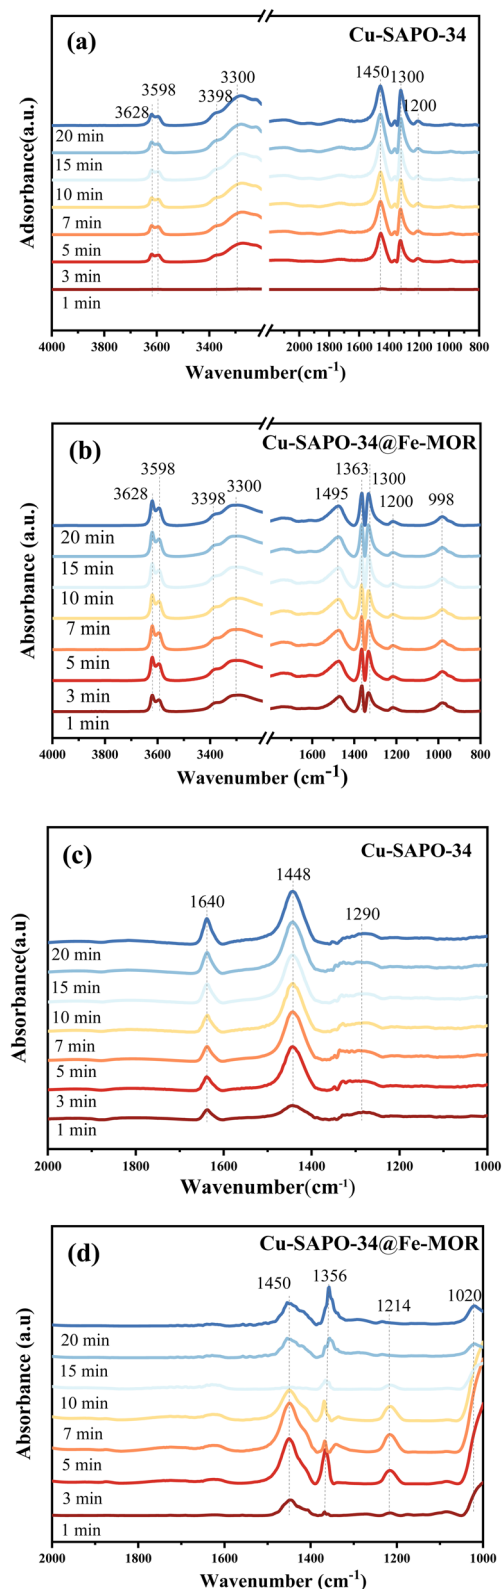 (a)
Cu-SAPO-34
3628
3598
3398
3300
1450
1300
1200
20 min
15 min
10 min
7 min
5 min
3 min
1 min
Adsorbance(a.u.)
4000 3800 3600 3400 2000 1800 1600 1400 1200 1000 800
Wavenumber(cm-1)
(b)
Cu-SAPO-34@Fe-MOR
3628
3598
3398
3300
1495
1363
1300
1200
998
20 min
15 min
10 min
7 min
5 min
3 min
1 min
Absorbance (a.u.)
4000 3800 3600 3400 1600 1400 1200 1000 800
Wavenumber (cm-1)
(c)
Cu-SAPO-34
1640
1448
1290
20 min
15 min
10 min
7 min
5 min
3 min
1 min
Absorbance(a.u)
2000 1800 1600 1400 1200 1000
Wavenumber(cm-1)
(d)
Cu-SAPO-34@Fe-MOR
1450
1356
1214
1020
20 min
15 min
10 min
7 min
5 min
3 min
1 min
Absorbance (a.u)
2000 1800 1600 1400 1200 1000
Wavenumber (cm-1)